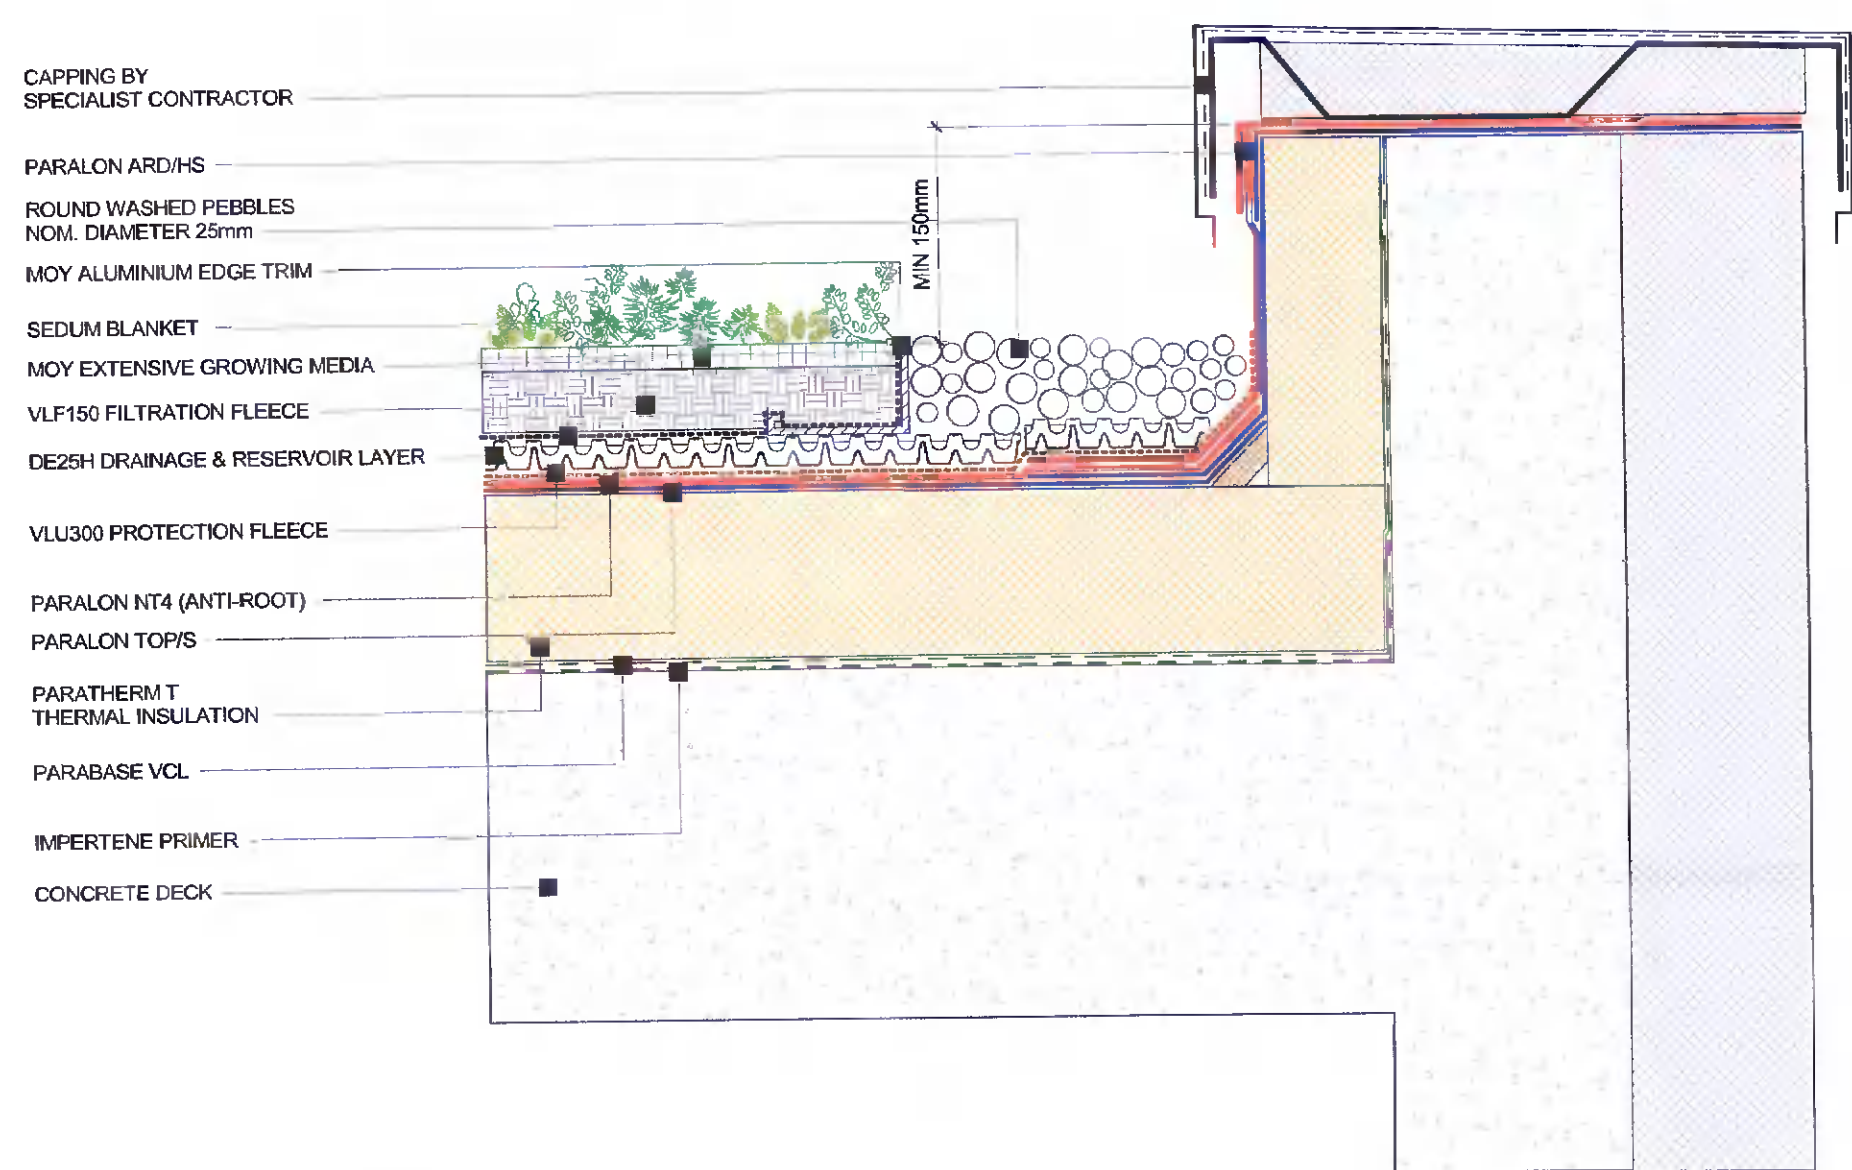 CAPPING BY
SPECIALIST CONTRACTOR
PARALON ARD/HS
ROUND WASHED PEBBLES
NOM. DIAMETER 25mm
MOY ALUMINIUM EDGE TRIM
SEDUM BLANKET
MOY EXTENSIVE GROWING MEDIA
VLF150 FILTRATION FLEECE
DE25H DRAINAGE & RESERVOIR LAYER
VLU300 PROTECTION FLEECE
PARALON NT4 (ANTI-ROOT)
PARALON TOP/S
PARATHERM T
THERMAL INSULATION
PARABASE VCL
IMPERTENE PRIMER
CONCRETE DECK
MIN 150mm